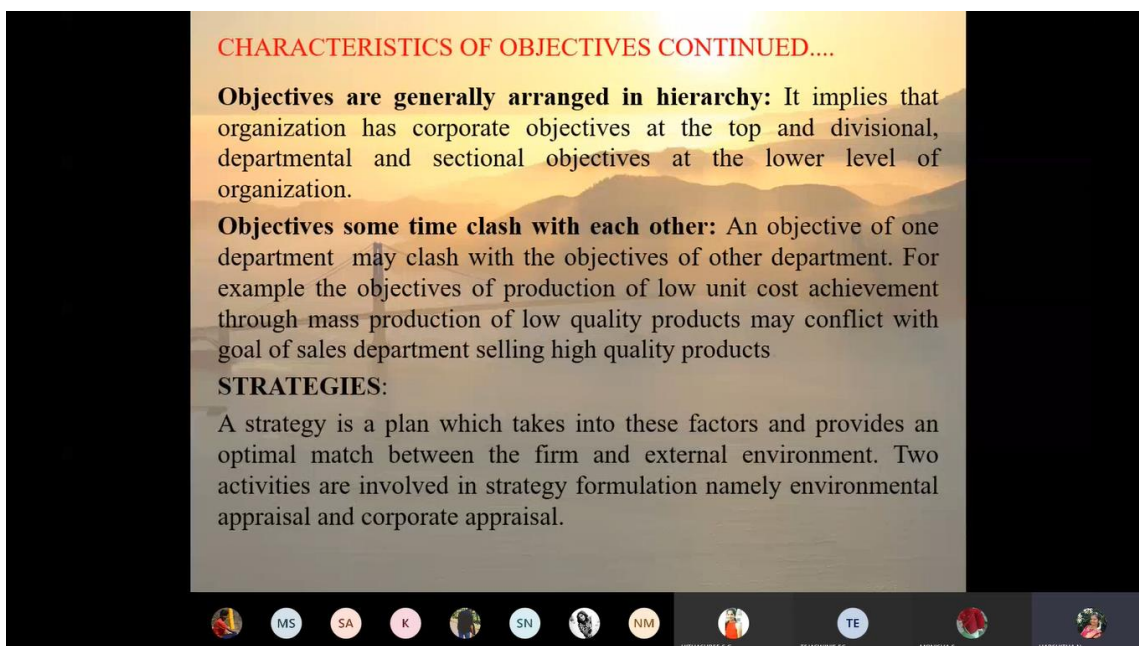 CHARACTERISTICS OF OBJECTIVES CONTINUED....
Objectives are generally arranged in hierarchy: It implies that
organization has corporate objectives at the top and divisional,
departmental and sectional objectives at the lower level of
organization.
Objectives some time clash with each other: An objective of one
department may clash with the objectives of other department. For
example the objectives of production of low unit cost achievement
through mass production of low quality products may conflict with
goal of sales department selling high quality products
STRATEGIES:
A strategy is a plan which takes into these factors and provides an
optimal match between the firm and external environment. Two
activities are involved in strategy formulation namely environmental
appraisal and corporate appraisal.
MS SA K SN NM TE